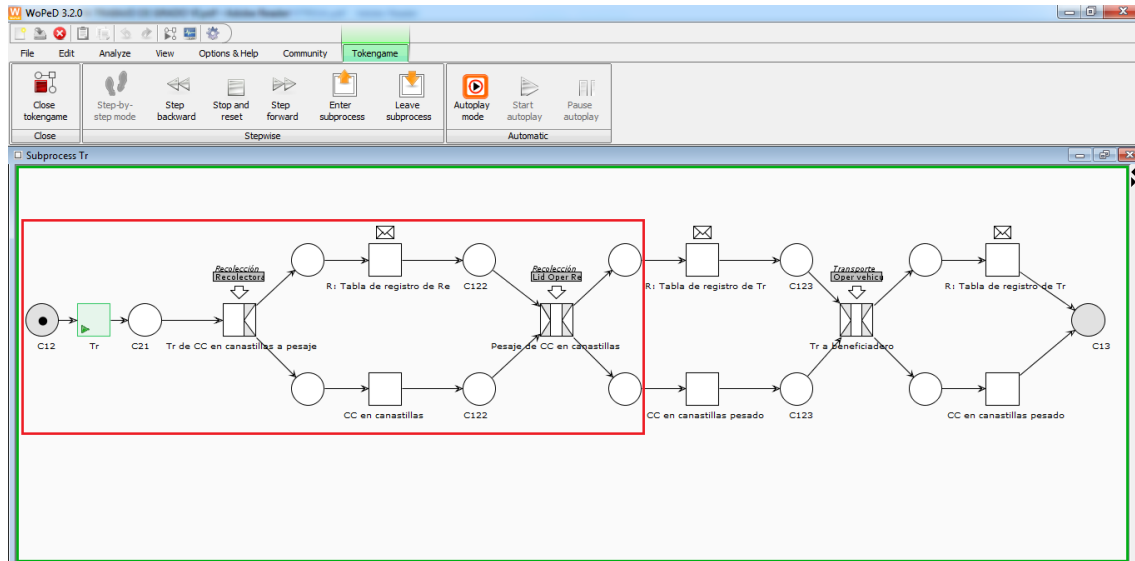 WoPeD 3.2.0
File Edit Analyze View Options & Help Community Tokengame
Close tokengame
Step-by-step mode
Step backward
Stop and reset
Step forward
Enter subprocess
Leave subprocess
Autoplay mode
Start autoplay
Pause autoplay
Close Stepwise Automatic
Subprocess Tr
Recolección
Recolectora
R: Tabla de registro de Re
C122
Recolección
Lid Oper Re
R: Tabla de registro de Tr
C123
Transporte
Oper vehicu
R: Tabla de registro de Tr
C12
Tr
C21
Tr de CC en canastillas a pesaje
Pesaje de CC en canastillas
Tr a beneficiadero
C13
CC en canastillas
C122
CC en canastillas pesado
C123
CC en canastillas pesado